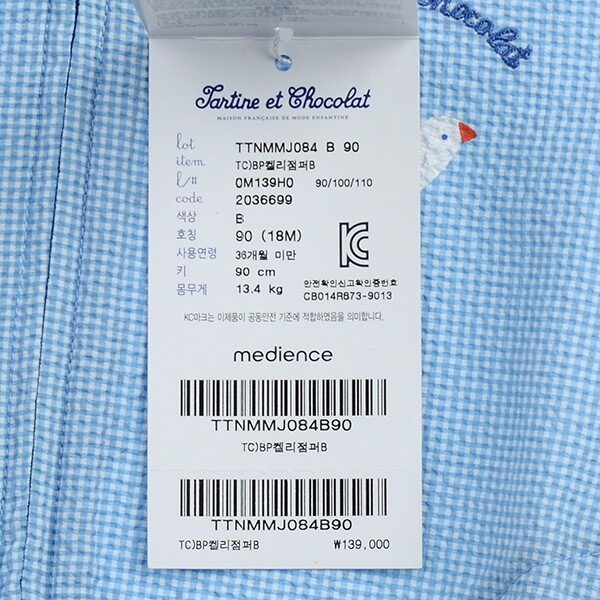 Chocolat
Tartine et Chocolat
MAISON FRANÇAISE DE MODE ENFANTINE
lot TTNMMJ084 B 90
item TC)BP켈리점퍼B
l/# 0M139H0 90/100/110
code 2036699
색상 B
호칭 90 (18M)
사용연령 36개월 미만
키 90 cm
몸무게 13.4 kg
KC
안전확인신고확인증번호
CB014R673-9013
KC마크는 이제품이 공동안전 기준에 적합하였음을 의미합니다.
medience
TTNMMJ084B90
TC)BP켈리점퍼B
TTNMMJ084B90
TC)BP켈리점퍼B ₩139,000